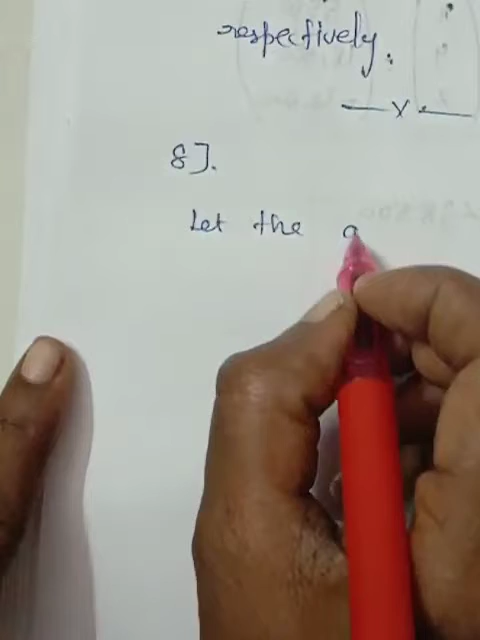 respectively.
— x —
8].
Let the a